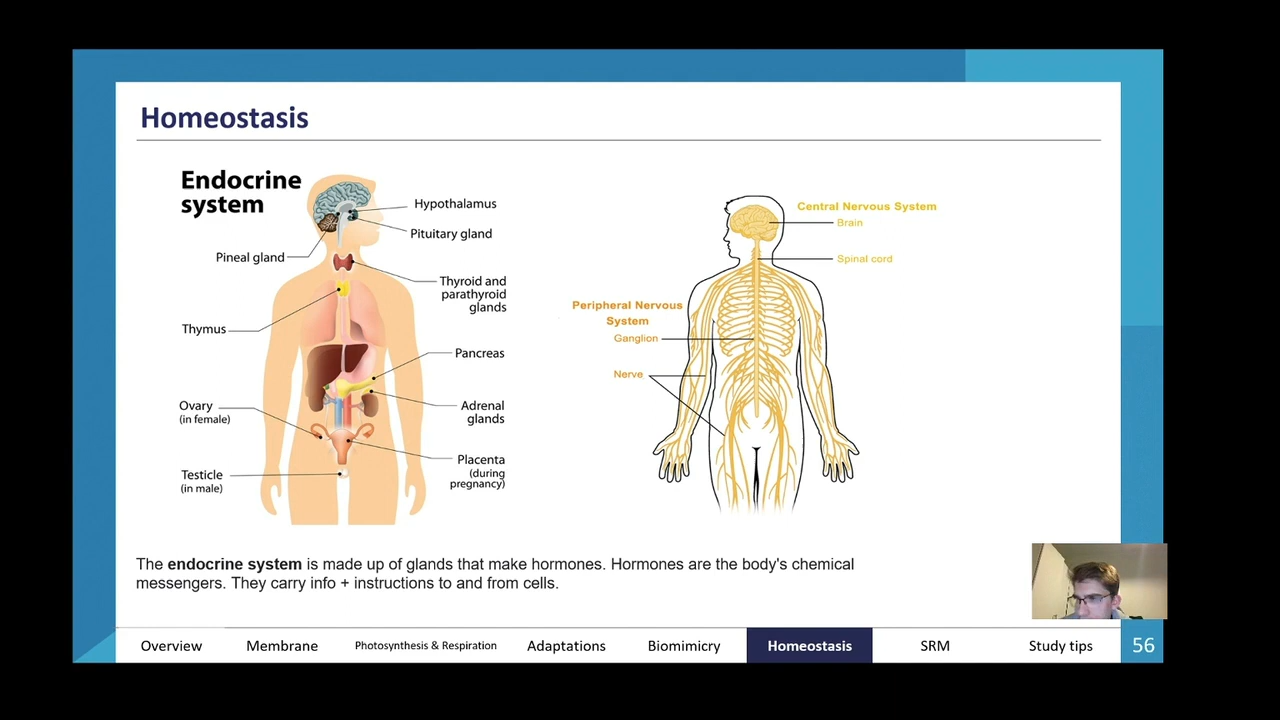 Homeostasis
Endocrine
system
Hypothalamus
Pituitary gland
Pineal gland
Thyroid and
parathyroid
glands
Thymus
Pancreas
Ovary
(in female)
Adrenal
glands
Placenta
(during
pregnancy)
Testicle
(in male)
Central Nervous System
Brain
Spinal cord
Peripheral Nervous
System
Ganglion
Nerve
The endocrine system is made up of glands that make hormones. Hormones are the body's chemical
messengers. They carry info + instructions to and from cells.
Overview Membrane Photosynthesis & Respiration Adaptations Biomimicry Homeostasis SRM Study tips 56